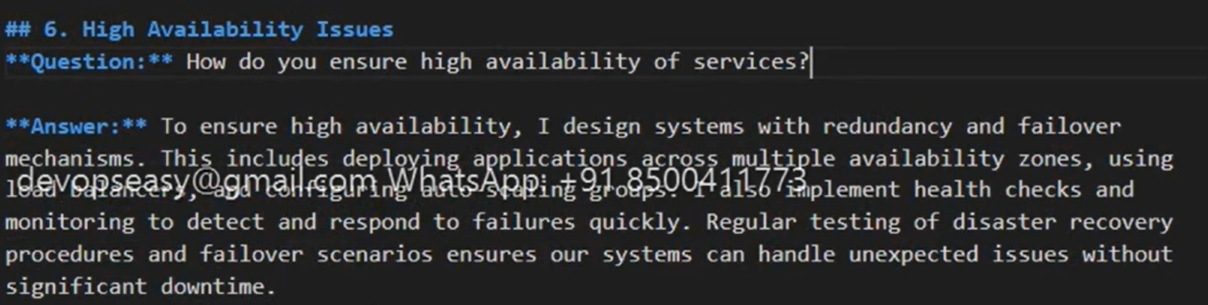 ## 6. High Availability Issues
**Question:** How do you ensure high availability of services?
**Answer:** To ensure high availability, I design systems with redundancy and failover
mechanisms. This includes deploying applications across multiple availability zones, using
devopseasy@gmail.com WhatsApp: +91 8500411773
load balancers, and configuring auto-scaling groups. I also implement health checks and
monitoring to detect and respond to failures quickly. Regular testing of disaster recovery
procedures and failover scenarios ensures our systems can handle unexpected issues without
significant downtime.